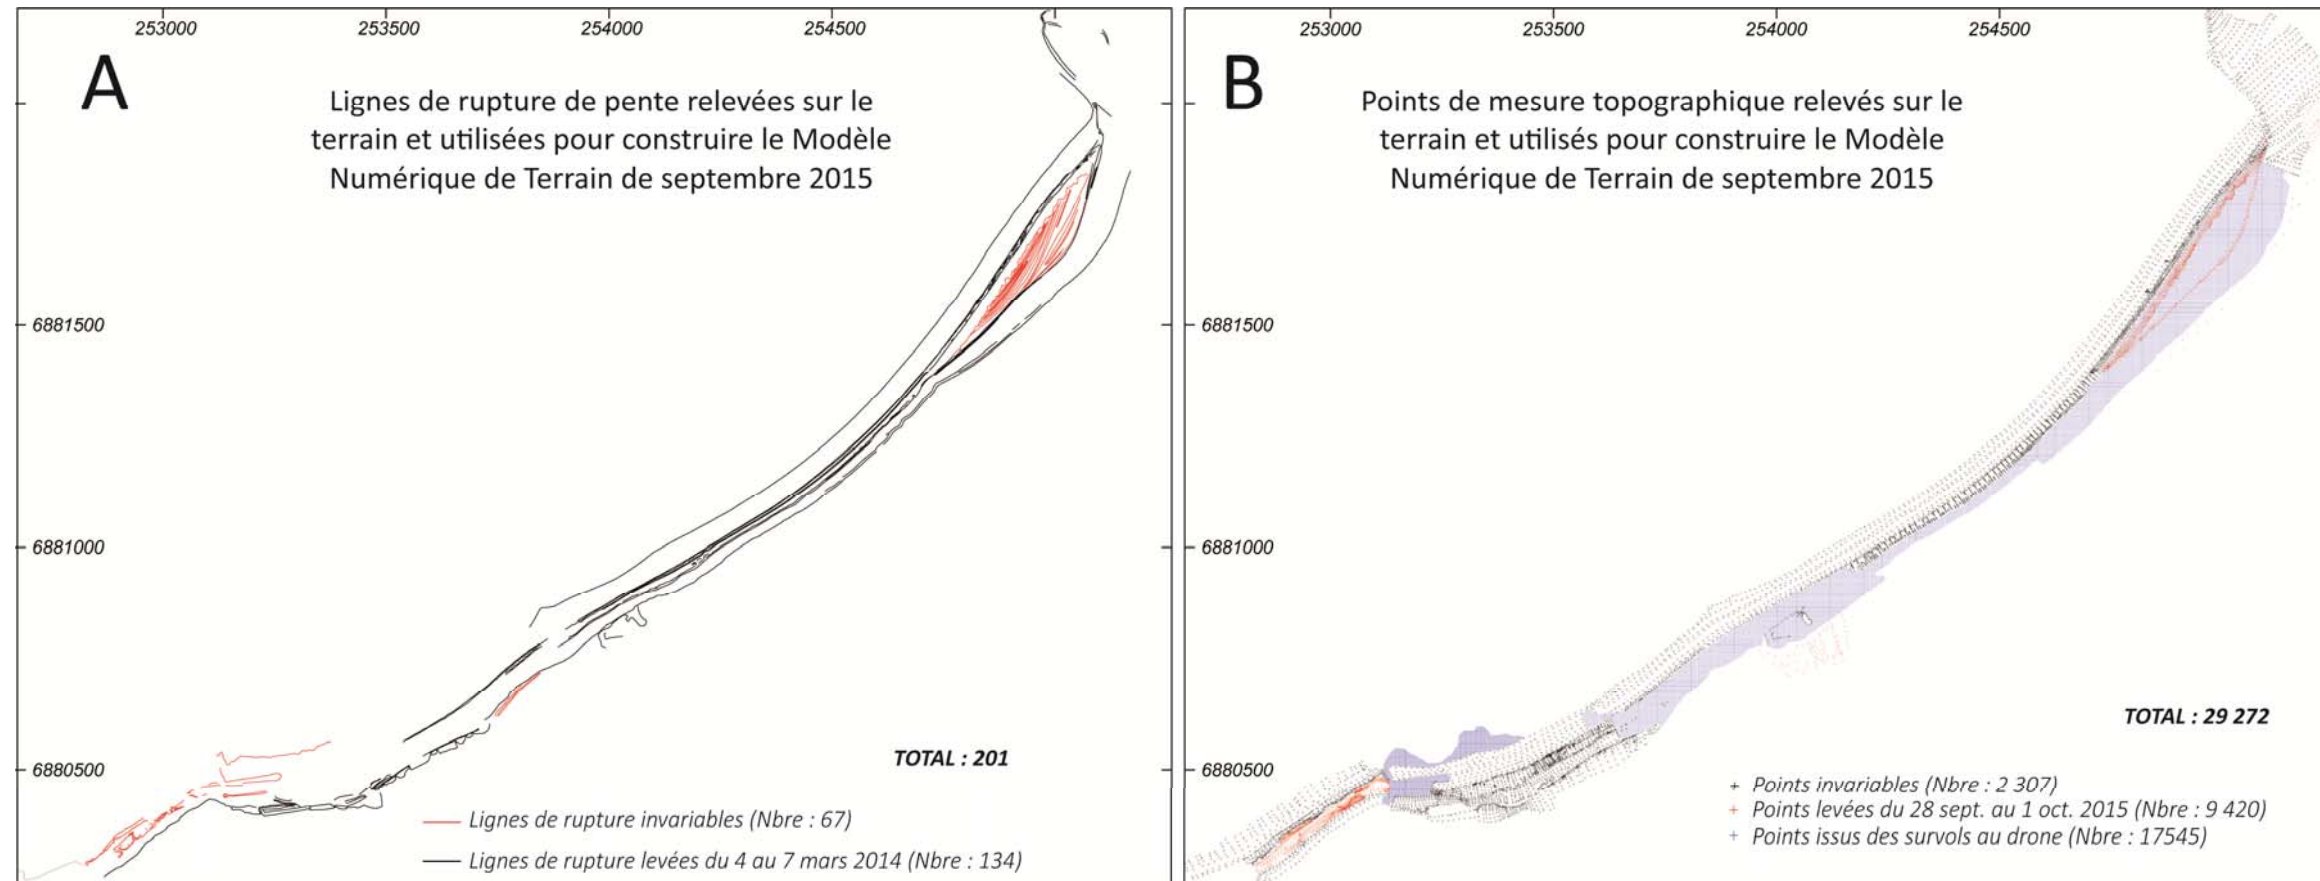 253000
253500
254000
254500
A
Lignes de rupture de pente relevées sur le
terrain et utilisées pour construire le Modèle
Numérique de Terrain de septembre 2015
6881500
6881000
6880500
TOTAL : 201
Lignes de rupture invariables (Nbre : 67)
Lignes de rupture levées du 4 au 7 mars 2014 (Nbre : 134)
253000
253500
254000
254500
B
Points de mesure topographique relevés sur le
terrain et utilisés pour construire le Modèle
Numérique de Terrain de septembre 2015
6881500
6881000
6880500
TOTAL : 29 272
Points invariables (Nbre : 2 307)
Points levées du 28 sept. au 1 oct. 2015 (Nbre : 9 420)
Points issus des survols au drone (Nbre : 17545)